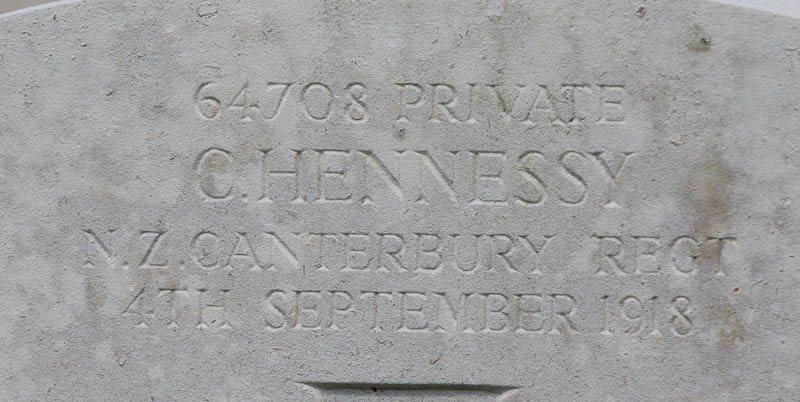 64708 PRIVATE
C.HENNESSY
N.Z.CANTERBURY REGT
4TH SEPTEMBER 1918